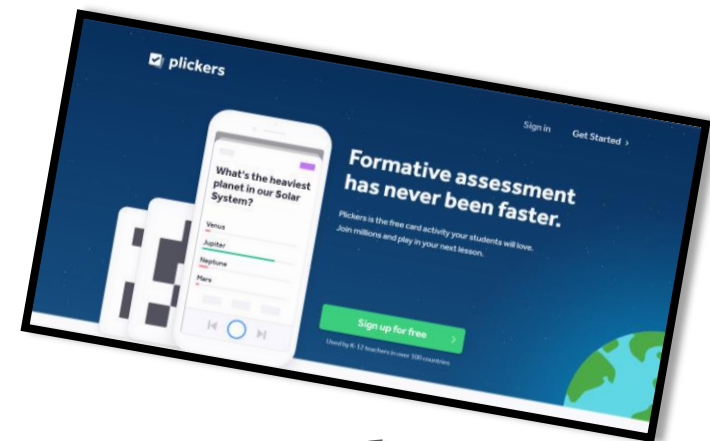 plickers
Sign in
Get Started ›
What's the heaviest
planet in our Solar
System?
Venus
Jupiter
Neptune
Mars
Formative assessment
has never been faster.
Plickers is the free card activity your students will love.
Join millions and play in your next lesson.
Sign up for free
Used by K-12 teachers in over 100 countries